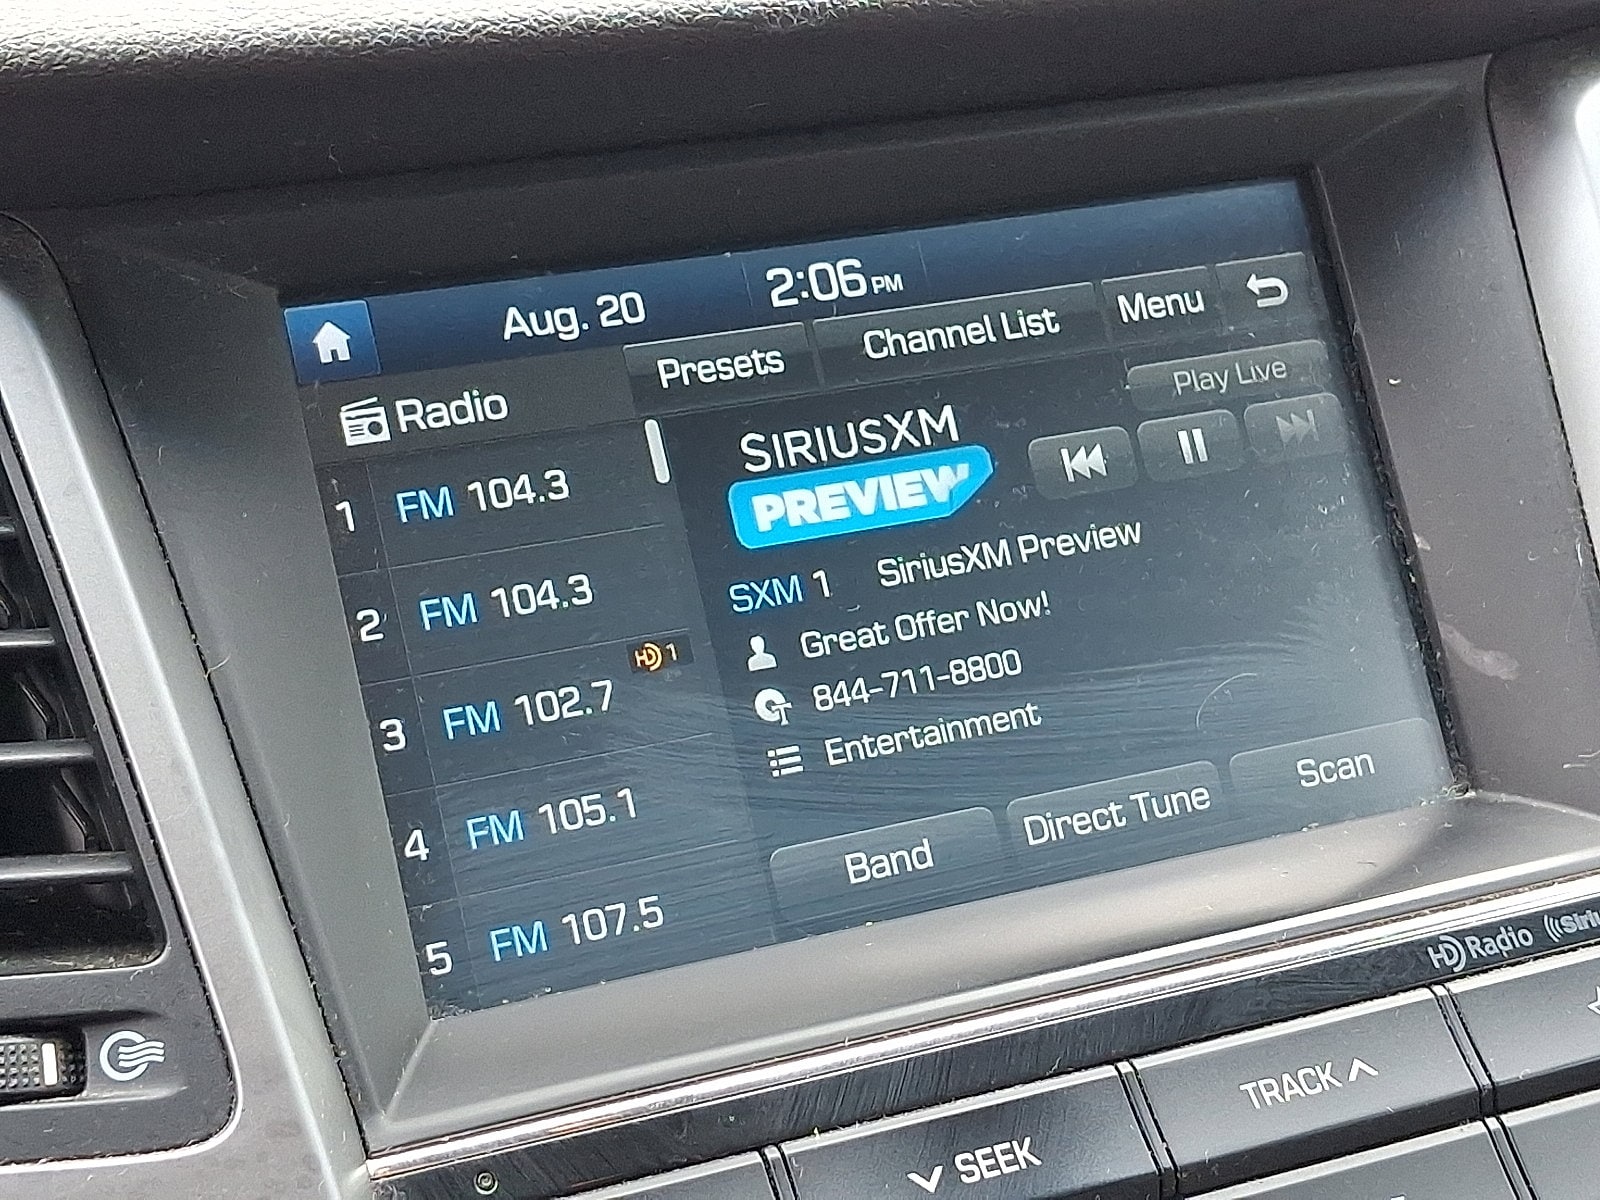 Aug. 20
2:06 PM
Radio
Presets
Channel List
Menu
Play Live
1 FM 104.3
2 FM 104.3
HD 1
3 FM 102.7
4 FM 105.1
5 FM 107.5
SIRIUSXM
PREVIEW
SXM 1 SiriusXM Preview
Great Offer Now!
844-711-8800
Entertainment
Band
Direct Tune
Scan
HD Radio
SEEK
TRACK